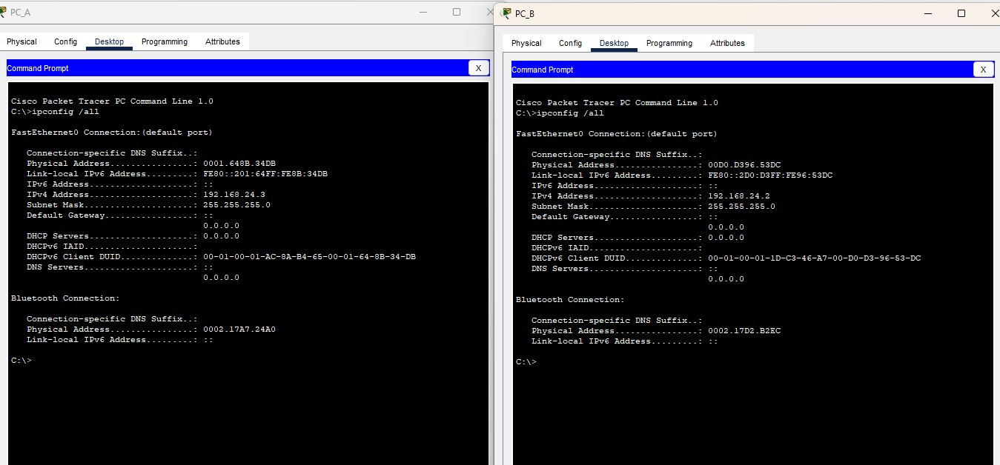 PC_A
Physical Config Desktop Programming Attributes
Command Prompt
X
Cisco Packet Tracer PC Command Line 1.0
C:\>ipconfig /all
FastEthernet0 Connection:(default port)
Connection-specific DNS Suffix..:
Physical Address................: 0001.648B.34DB
Link-local IPv6 Address.........: FE80::201:64FF:FE8B:34DB
IPv6 Address....................: ::
IPv4 Address....................: 192.168.24.3
Subnet Mask.....................: 255.255.255.0
Default Gateway.................: ::
0.0.0.0
DHCP Servers....................: 0.0.0.0
DHCPv6 IAID.....................:
DHCPv6 Client DUID..............: 00-01-00-01-AC-8A-B4-65-00-01-64-8B-34-DB
DNS Servers.....................: ::
0.0.0.0
Bluetooth Connection:
Connection-specific DNS Suffix..:
Physical Address................: 0002.17A7.24A0
Link-local IPv6 Address.........: ::
C:\>
PC_B
Physical Config Desktop Programming Attributes
Command Prompt
X
Cisco Packet Tracer PC Command Line 1.0
C:\>ipconfig /all
FastEthernet0 Connection:(default port)
Connection-specific DNS Suffix..:
Physical Address................: 00D0.D396.53DC
Link-local IPv6 Address.........: FE80::2D0:D3FF:FE96:53DC
IPv6 Address....................: ::
IPv4 Address....................: 192.168.24.2
Subnet Mask.....................: 255.255.255.0
Default Gateway.................: ::
0.0.0.0
DHCP Servers....................: 0.0.0.0
DHCPv6 IAID.....................:
DHCPv6 Client DUID..............: 00-01-00-01-1D-C3-46-A7-00-D0-D3-96-53-DC
DNS Servers.....................: ::
0.0.0.0
Bluetooth Connection:
Connection-specific DNS Suffix..:
Physical Address................: 0002.17D2.B2EC
Link-local IPv6 Address.........: ::
C:\>